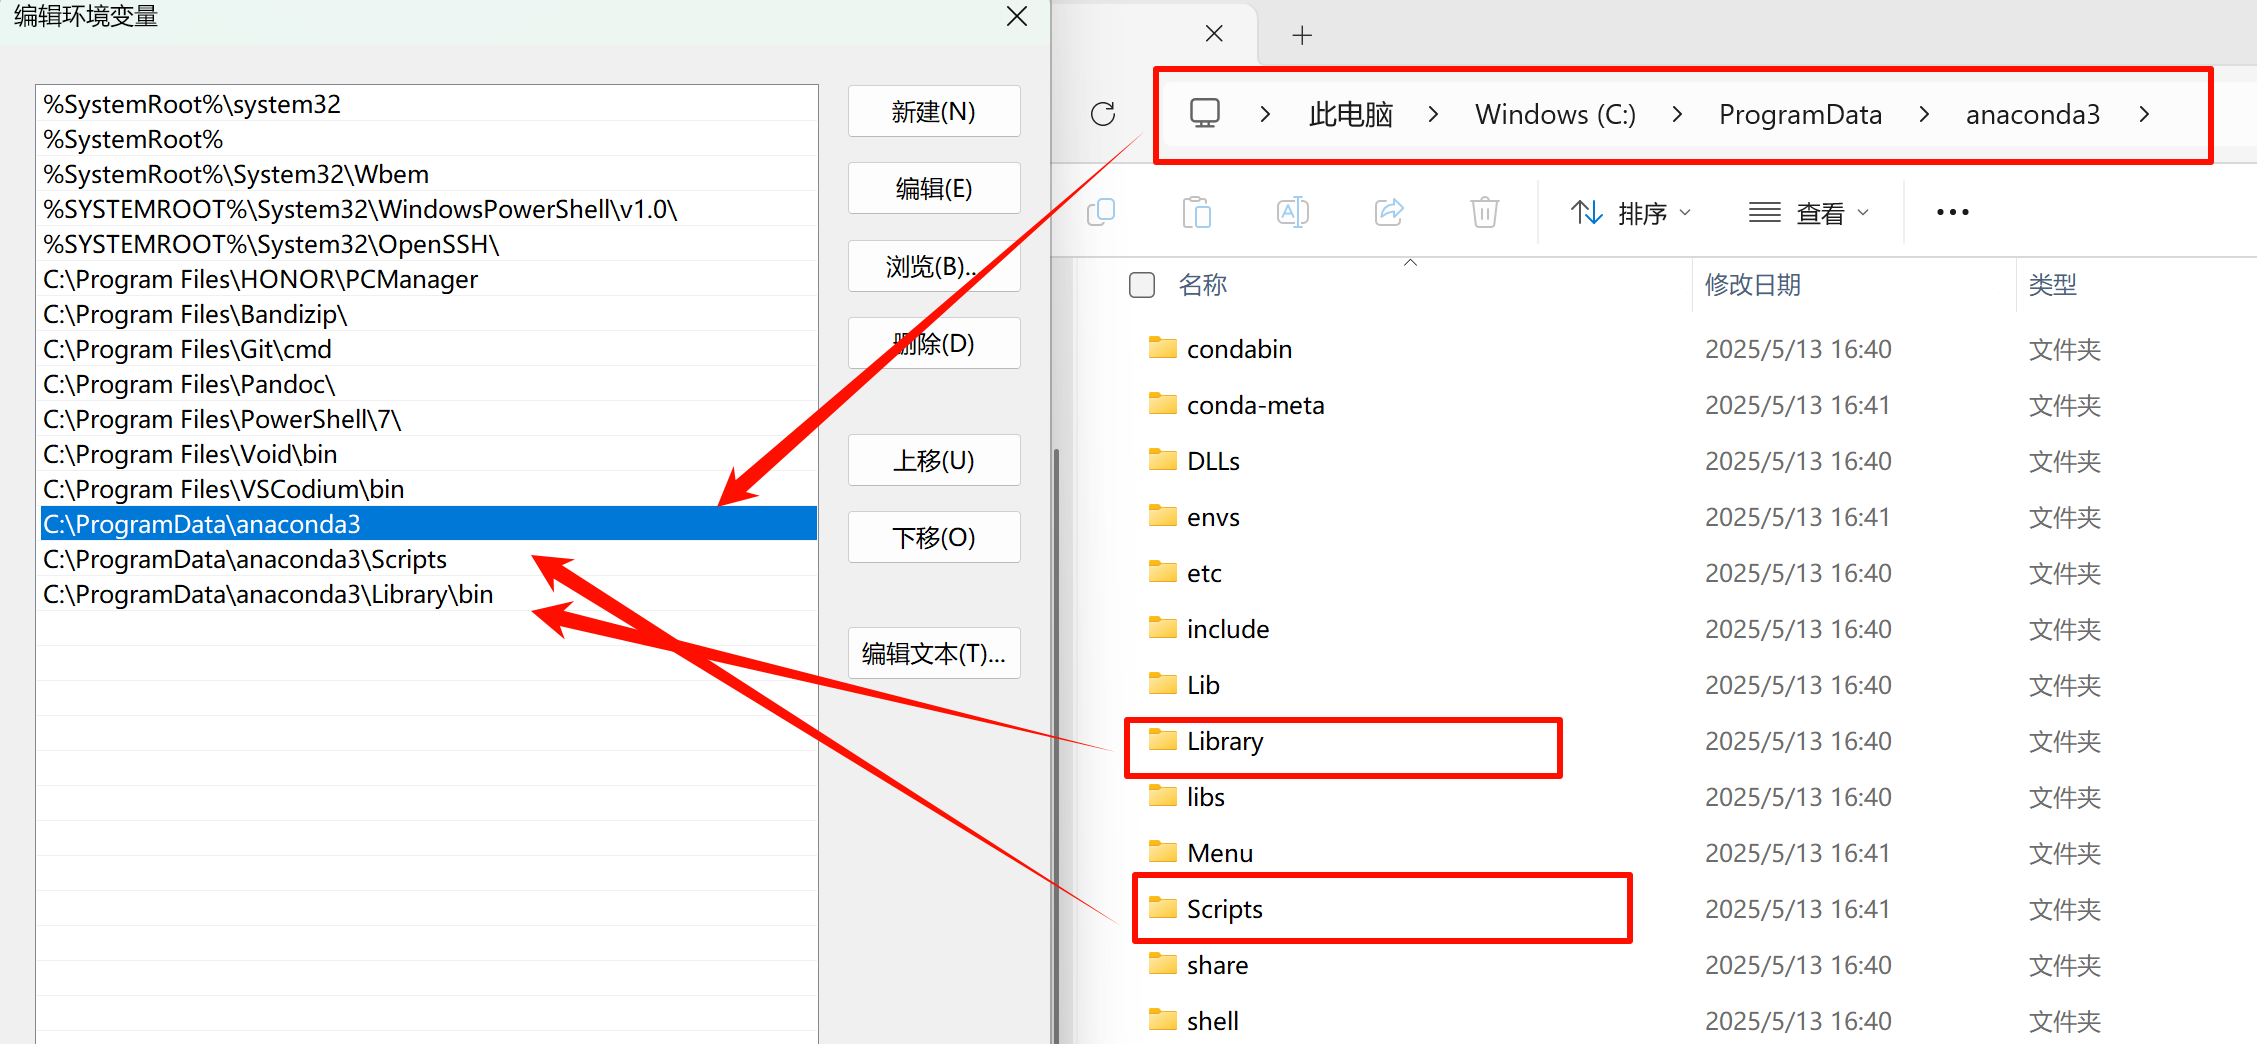 编辑环境变量
%SystemRoot%\system32
%SystemRoot%
%SystemRoot%\System32\Wbem
%SYSTEMROOT%\System32\WindowsPowerShell\v1.0\
%SYSTEMROOT%\System32\OpenSSH\
C:\Program Files\HONOR\PCManager
C:\Program Files\Bandizip\
C:\Program Files\Git\cmd
C:\Program Files\Pandoc\
C:\Program Files\PowerShell\7\
C:\Program Files\Void\bin
C:\Program Files\VSCodium\bin
C:\ProgramData\anaconda3
C:\ProgramData\anaconda3\Scripts
C:\ProgramData\anaconda3\Library\bin
新建(N)
编辑(E)
浏览(B)...
删除(D)
上移(U)
下移(O)
编辑文本(T)...
此电脑 > Windows (C:) > ProgramData > anaconda3 >
排序 查看
名称 修改日期 类型
condabin 2025/5/13 16:40 文件夹
conda-meta 2025/5/13 16:41 文件夹
DLLs 2025/5/13 16:40 文件夹
envs 2025/5/13 16:41 文件夹
etc 2025/5/13 16:40 文件夹
include 2025/5/13 16:40 文件夹
Lib 2025/5/13 16:40 文件夹
Library 2025/5/13 16:40 文件夹
libs 2025/5/13 16:40 文件夹
Menu 2025/5/13 16:41 文件夹
Scripts 2025/5/13 16:41 文件夹
share 2025/5/13 16:40 文件夹
shell 2025/5/13 16:40 文件夹